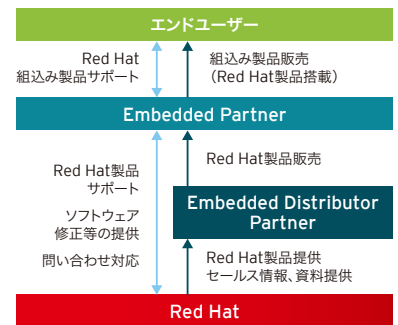 エンドユーザー
Red Hat
組込み製品サポート
組込み製品販売
（Red Hat製品搭載）
Embedded Partner
Red Hat製品
サポート
ソフトウェア
修正等の提供
問い合わせ対応
Red Hat製品販売
Embedded Distributor
Partner
Red Hat製品提供
セールス情報、資料提供
Red Hat